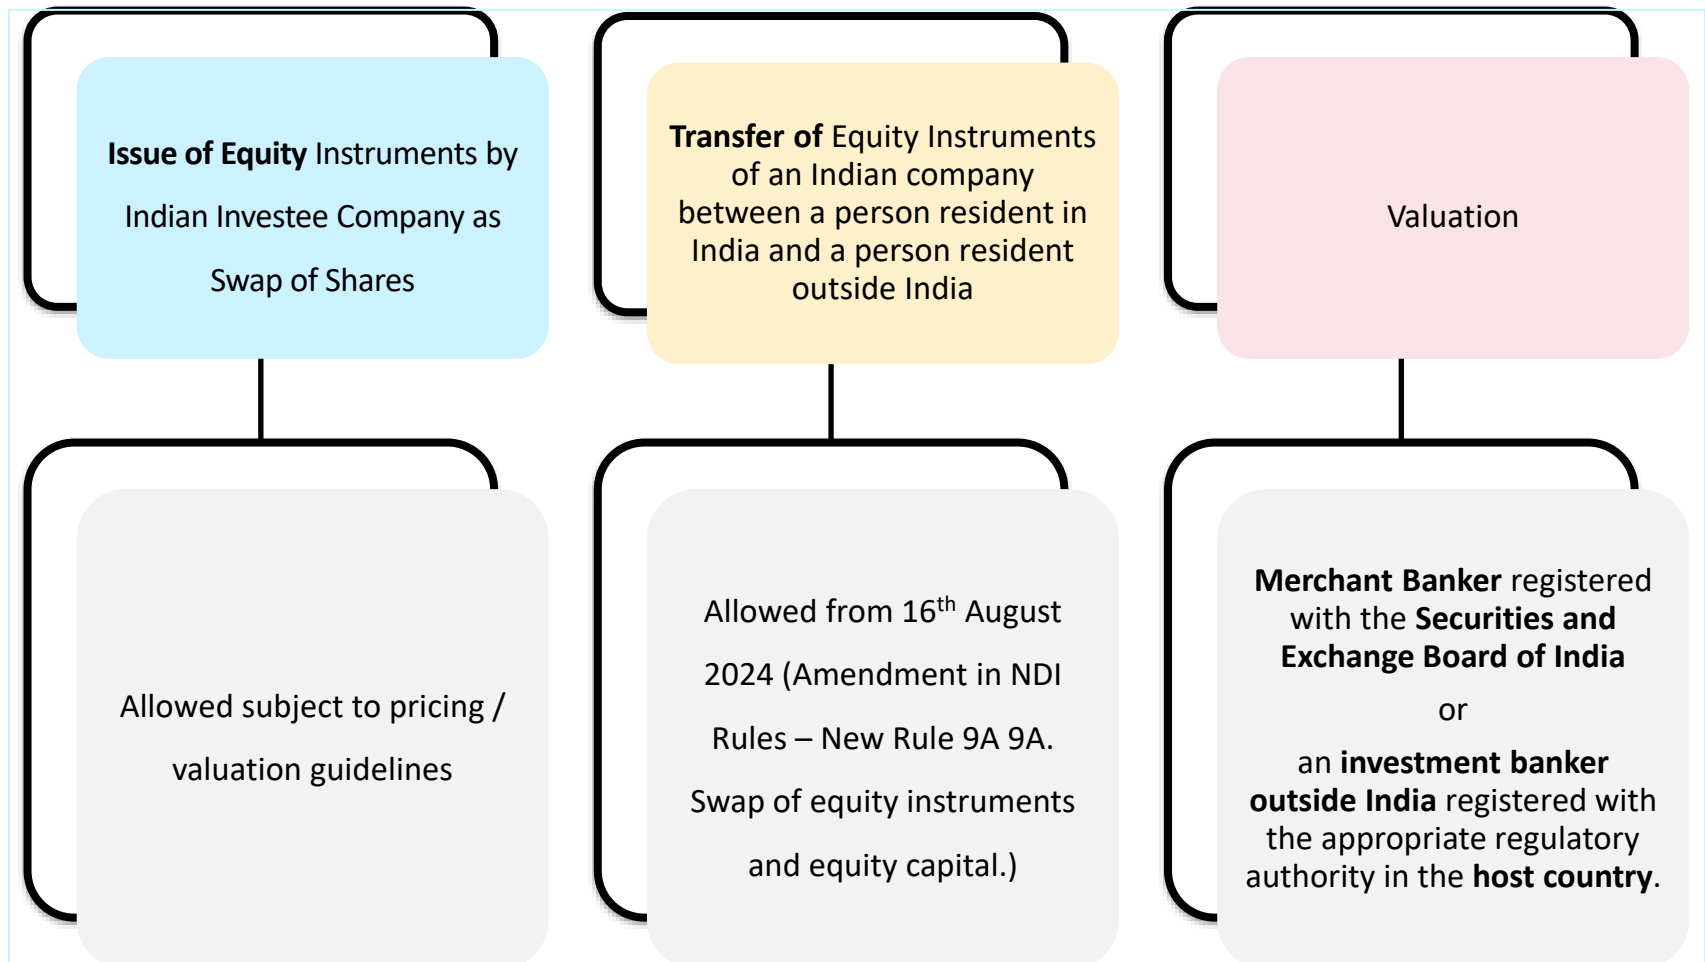 Issue of Equity Instruments by
Indian Investee Company as
Swap of Shares
Transfer of Equity Instruments
of an Indian company
between a person resident in
India and a person resident
outside India
Valuation
Allowed subject to pricing /
valuation guidelines
Allowed from 16th August
2024 (Amendment in NDI
Rules – New Rule 9A 9A.
Swap of equity instruments
and equity capital.)
Merchant Banker registered
with the Securities and
Exchange Board of India
or
an investment banker
outside India registered with
the appropriate regulatory
authority in the host country.